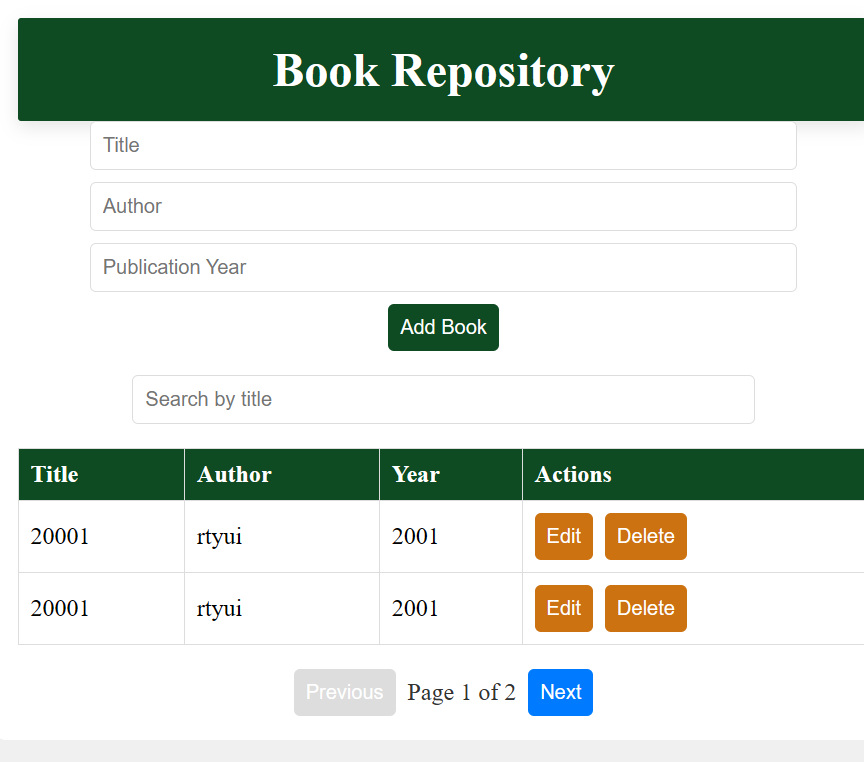 Book Repository
Title
Author
Publication Year
Add Book
Search by title
Title Author Year Actions
20001 rtyui 2001 Edit Delete
20001 rtyui 2001 Edit Delete
Previous Page 1 of 2 Next